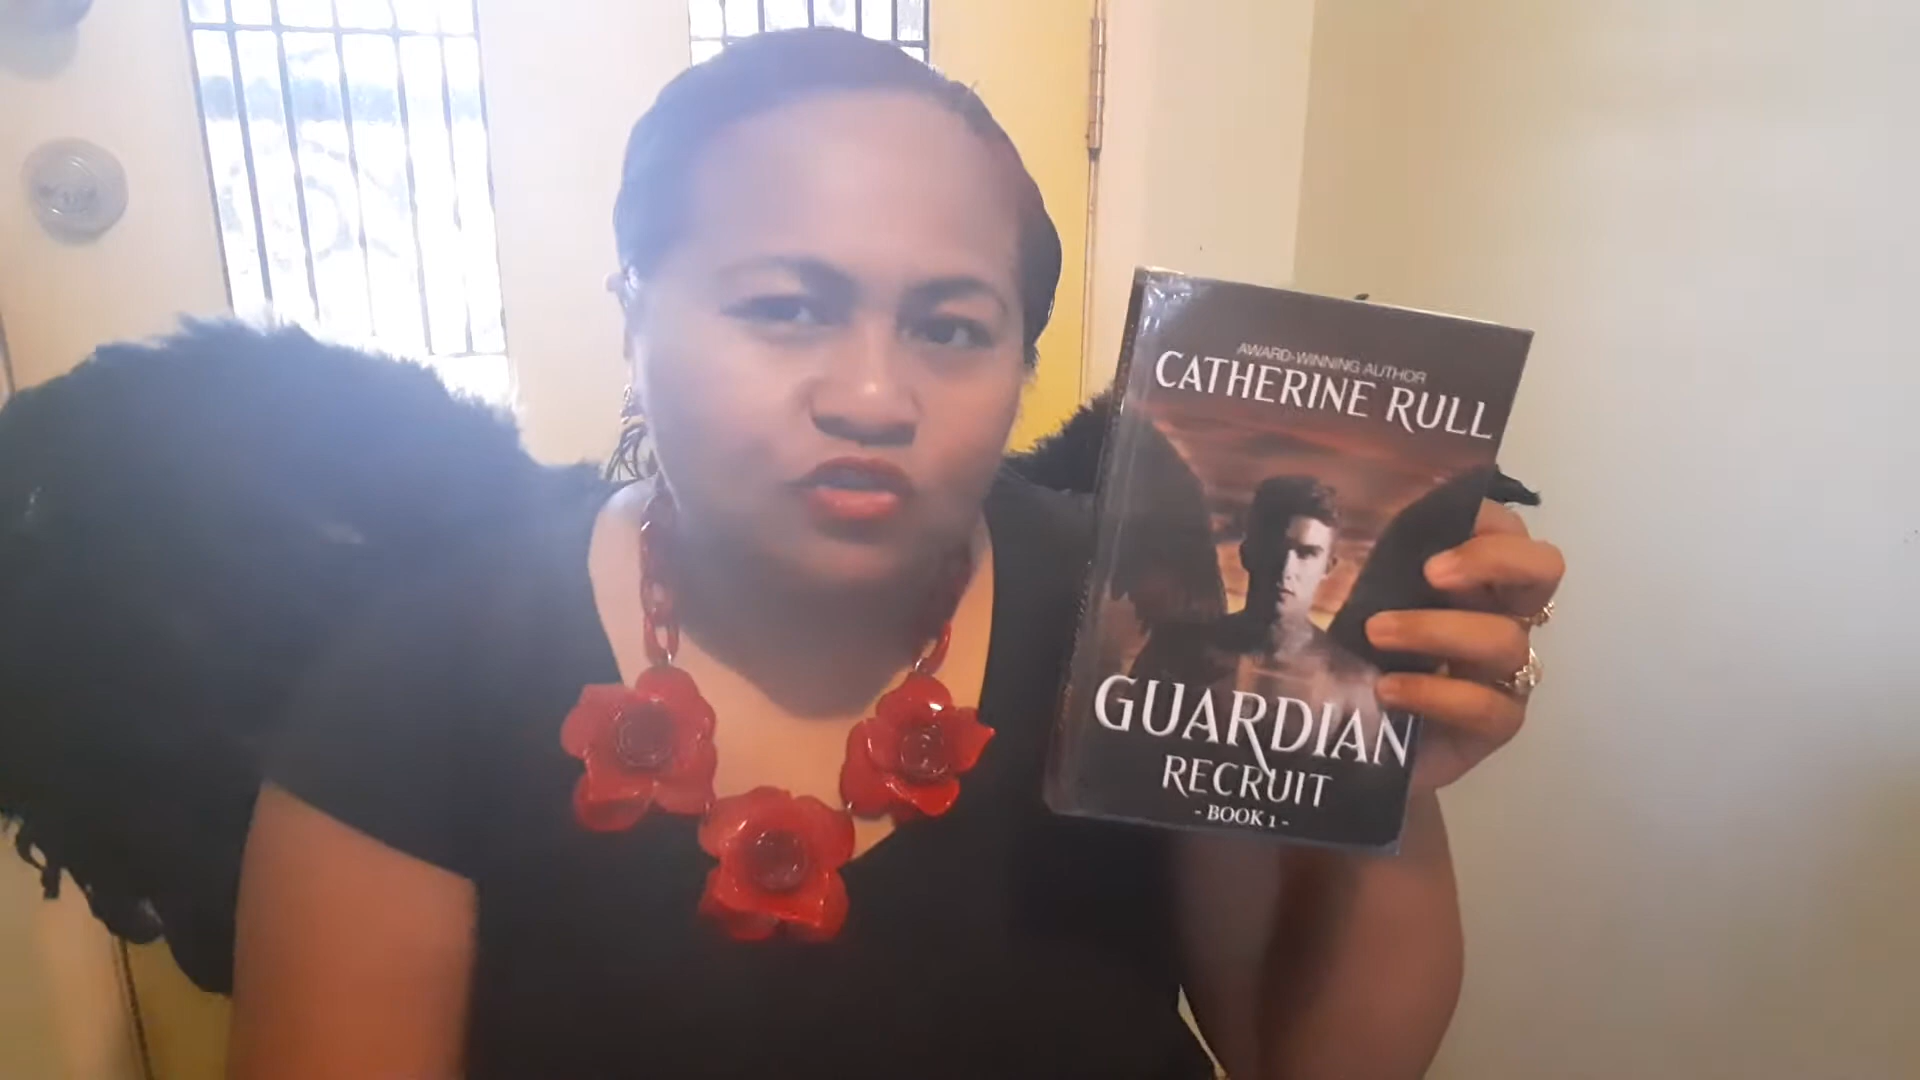 AWARD-WINNING AUTHOR
CATHERINE RULL
GUARDIAN
RECRUIT
- BOOK 1 -